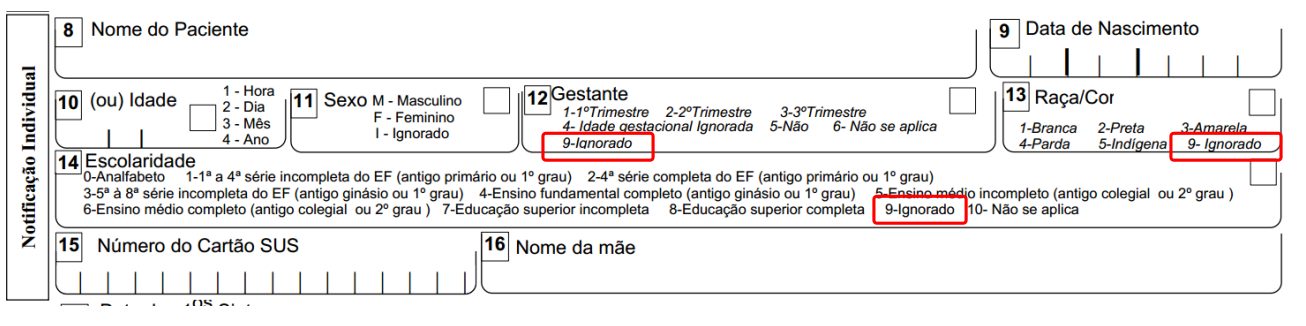 Notificação Individual
8 Nome do Paciente
9 Data de Nascimento
10 (ou) Idade
1 - Hora
2 - Dia
3 - Mês
4 - Ano
11 Sexo M - Masculino
F - Feminino
I - Ignorado
12 Gestante
1-1ºTrimestre 2-2ºTrimestre 3-3ºTrimestre
4- Idade gestacional Ignorada 5-Não 6- Não se aplica
9-Ignorado
13 Raça/Cor
1-Branca 2-Preta 3-Amarela
4-Parda 5-Indígena 9- Ignorado
14 Escolaridade
0-Analfabeto 1-1ª a 4ª série incompleta do EF (antigo primário ou 1º grau) 2-4ª série completa do EF (antigo primário ou 1º grau)
3-5ª à 8ª série incompleta do EF (antigo ginásio ou 1º grau) 4-Ensino fundamental completo (antigo ginásio ou 1º grau) 5-Ensino médio incompleto (antigo colegial ou 2º grau )
6-Ensino médio completo (antigo colegial ou 2º grau ) 7-Educação superior incompleta 8-Educação superior completa 9-Ignorado 10- Não se aplica
15 Número do Cartão SUS
16 Nome da mãe